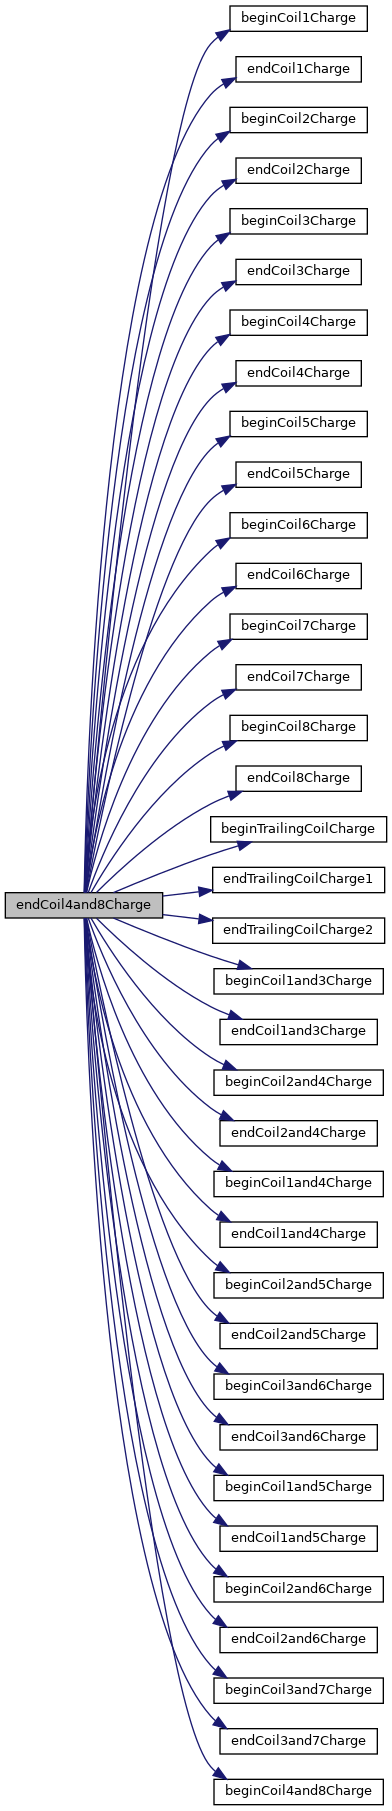 beginCoil1Charge
endCoil1Charge
beginCoil2Charge
endCoil2Charge
beginCoil3Charge
endCoil3Charge
beginCoil4Charge
endCoil4Charge
beginCoil5Charge
endCoil5Charge
beginCoil6Charge
endCoil6Charge
beginCoil7Charge
endCoil7Charge
beginCoil8Charge
endCoil8Charge
beginTrailingCoilCharge
endTrailingCoilCharge1
endCoil4and8Charge
endTrailingCoilCharge2
beginCoil1and3Charge
endCoil1and3Charge
beginCoil2and4Charge
endCoil2and4Charge
beginCoil1and4Charge
endCoil1and4Charge
beginCoil2and5Charge
endCoil2and5Charge
beginCoil3and6Charge
endCoil3and6Charge
beginCoil1and5Charge
endCoil1and5Charge
beginCoil2and6Charge
endCoil2and6Charge
beginCoil3and7Charge
endCoil3and7Charge
beginCoil4and8Charge